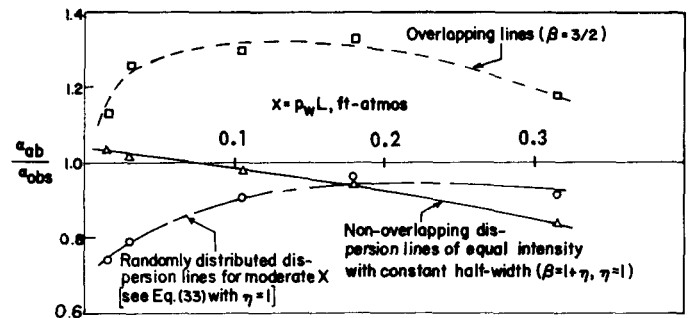 1.4
Overlapping lines (β = 3/2)
1.2
x = p_w L, ft-atmos
0.1
0.2
0.3
α_ab
α_obs
1.0
0.8
Randomly distributed dis-
persion lines for moderate X
[see Eq. (33) with η = 1]
Non-overlapping dis-
persion lines of equal intensity
with constant half-width (β = 1 + η, η = 1)
0.6